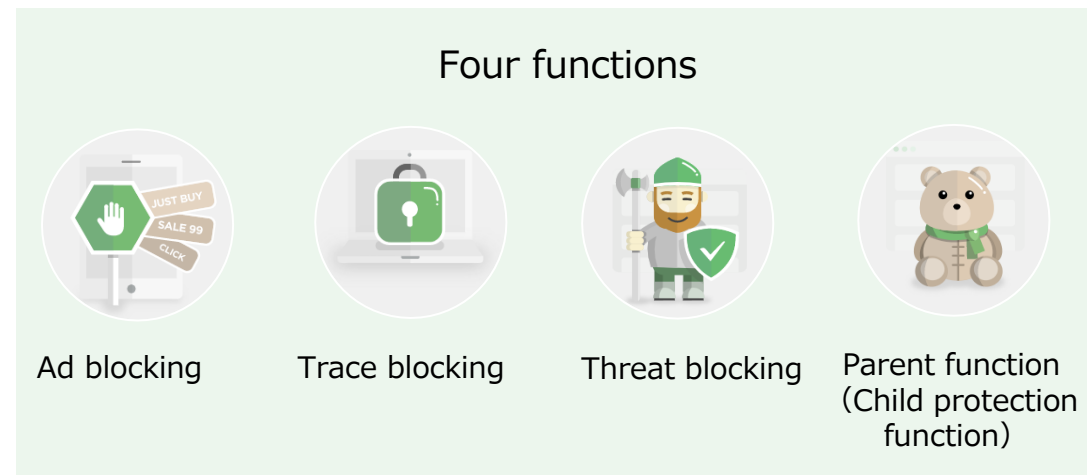 Four functions
JUST BUY
SALE 99
CLICK
Ad blocking
Trace blocking
Threat blocking
Parent function
（Child protection
function）